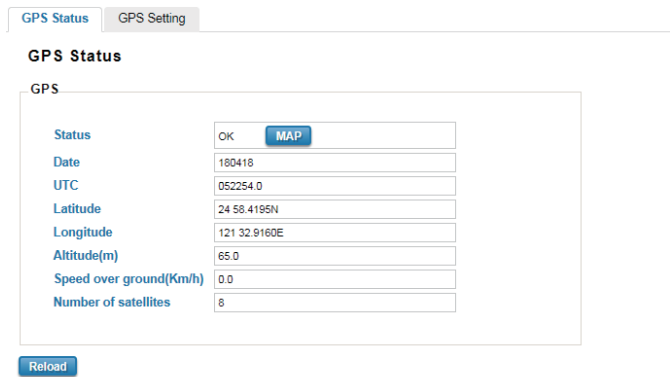 GPS Status GPS Setting
GPS Status
GPS
Status OK MAP
Date 180418
UTC 052254.0
Latitude 24 58.4195N
Longitude 121 32.9160E
Altitude(m) 65.0
Speed over ground(Km/h) 0.0
Number of satellites 8
Reload